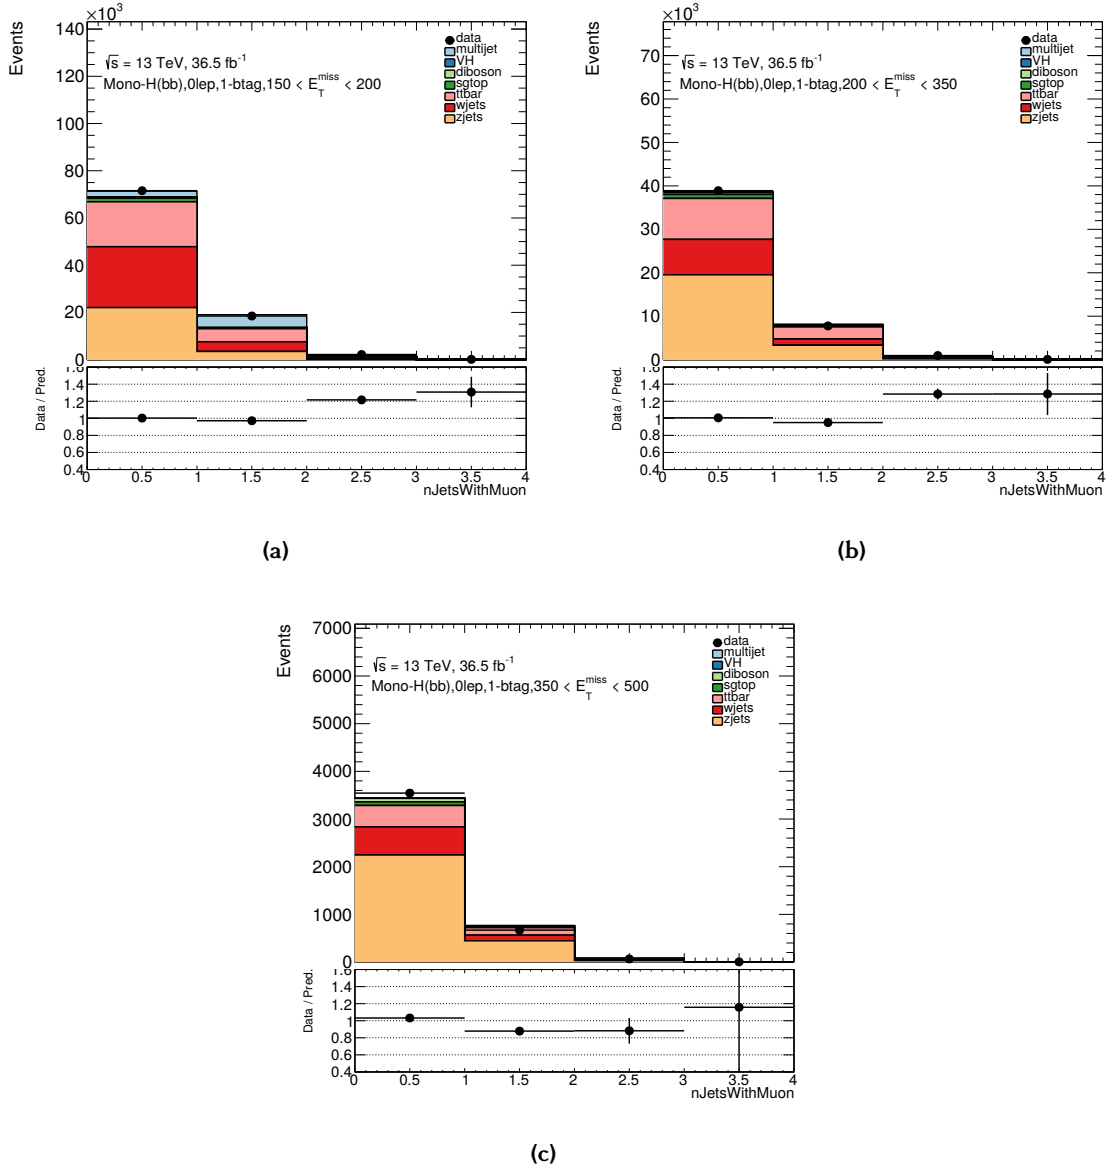 ×10³
Events
140
120
100
80
60
40
20
0
√s = 13 TeV, 36.5 fb⁻¹
Mono-H(bb),0lep,1-btag,150 < E_T^miss < 200
data
multijet
VH
diboson
sgtop
ttbar
wjets
zjets
Data / Pred.
1.6
1.4
1.2
1
0.8
0.6
0.4
0 0.5 1 1.5 2 2.5 3 3.5 4
nJetsWithMuon
(a)
×10³
Events
70
60
50
40
30
20
10
0
√s = 13 TeV, 36.5 fb⁻¹
Mono-H(bb),0lep,1-btag,200 < E_T^miss < 350
data
multijet
VH
diboson
sgtop
ttbar
wjets
zjets
Data / Pred.
1.6
1.4
1.2
1
0.8
0.6
0.4
0 0.5 1 1.5 2 2.5 3 3.5 4
nJetsWithMuon
(b)
Events
7000
6000
5000
4000
3000
2000
1000
0
√s = 13 TeV, 36.5 fb⁻¹
Mono-H(bb),0lep,1-btag,350 < E_T^miss < 500
data
multijet
VH
diboson
sgtop
ttbar
wjets
zjets
Data / Pred.
1.6
1.4
1.2
1
0.8
0.6
0.4
0 0.5 1 1.5 2 2.5 3 3.5 4
nJetsWithMuon
(c)